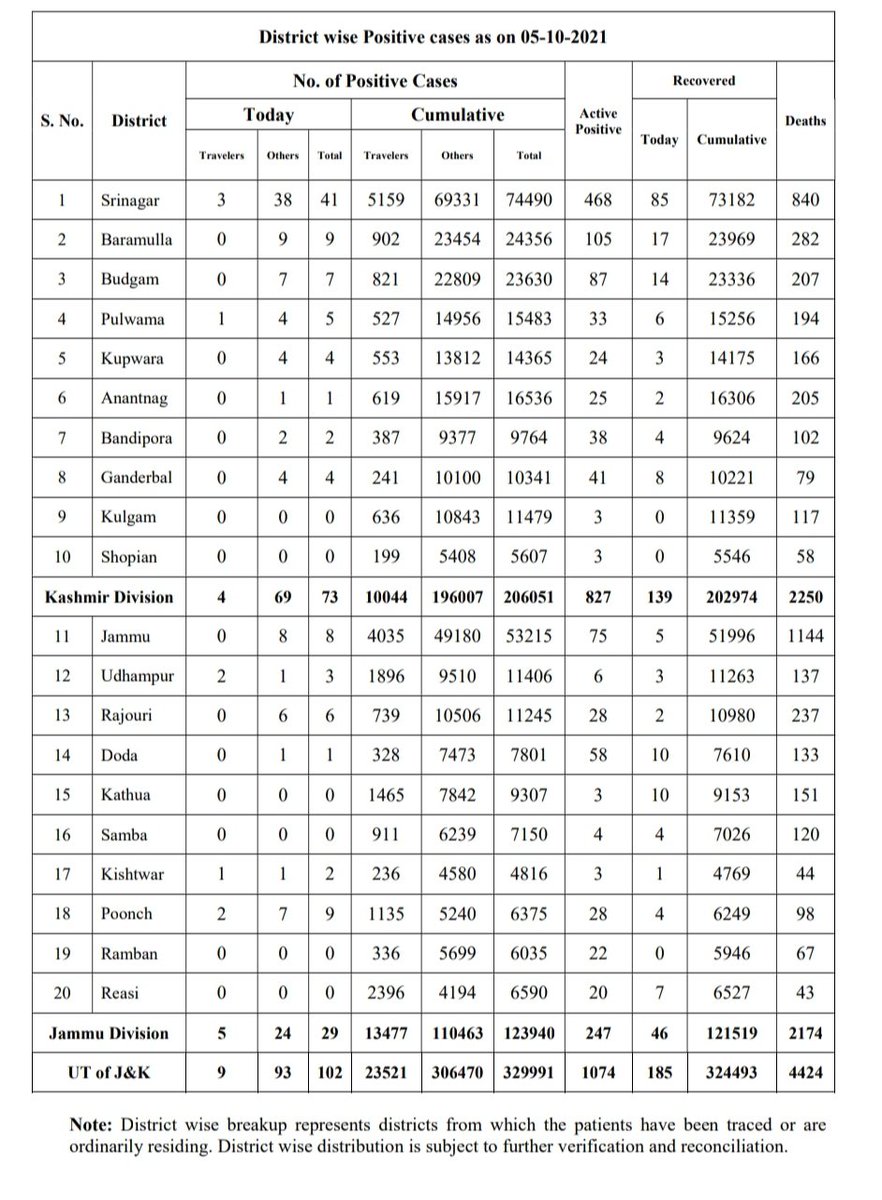 District wise Positive cases as on 05-10-2021
S. No. District No. of Positive Cases Active Positive Recovered Deaths
Today Cumulative Today Cumulative
Travelers Others Total Travelers Others Total
1 Srinagar 3 38 41 5159 69331 74490 468 85 73182 840
2 Baramulla 0 9 9 902 23454 24356 105 17 23969 282
3 Budgam 0 7 7 821 22809 23630 87 14 23336 207
4 Pulwama 1 4 5 527 14956 15483 33 6 15256 194
5 Kupwara 0 4 4 553 13812 14365 24 3 14175 166
6 Anantnag 0 1 1 619 15917 16536 25 2 16306 205
7 Bandipora 0 2 2 387 9377 9764 38 4 9624 102
8 Ganderbal 0 4 4 241 10100 10341 41 8 10221 79
9 Kulgam 0 0 0 636 10843 11479 3 0 11359 117
10 Shopian 0 0 0 199 5408 5607 3 0 5546 58
Kashmir Division 4 69 73 10044 196007 206051 827 139 202974 2250
11 Jammu 0 8 8 4035 49180 53215 75 5 51996 1144
12 Udhampur 2 1 3 1896 9510 11406 6 3 11263 137
13 Rajouri 0 6 6 739 10506 11245 28 2 10980 237
14 Doda 0 1 1 328 7473 7801 58 10 7610 133
15 Kathua 0 0 0 1465 7842 9307 3 10 9153 151
16 Samba 0 0 0 911 6239 7150 4 4 7026 120
17 Kishtwar 1 1 2 236 4580 4816 3 1 4769 44
18 Poonch 2 7 9 1135 5240 6375 28 4 6249 98
19 Ramban 0 0 0 336 5699 6035 22 0 5946 67
20 Reasi 0 0 0 2396 4194 6590 20 7 6527 43
Jammu Division 5 24 29 13477 110463 123940 247 46 121519 2174
UT of J&K 9 93 102 23521 306470 329991 1074 185 324493 4424
Note: District wise breakup represents districts from which the patients have been traced or are
ordinarily residing. District wise distribution is subject to further verification and reconciliation.